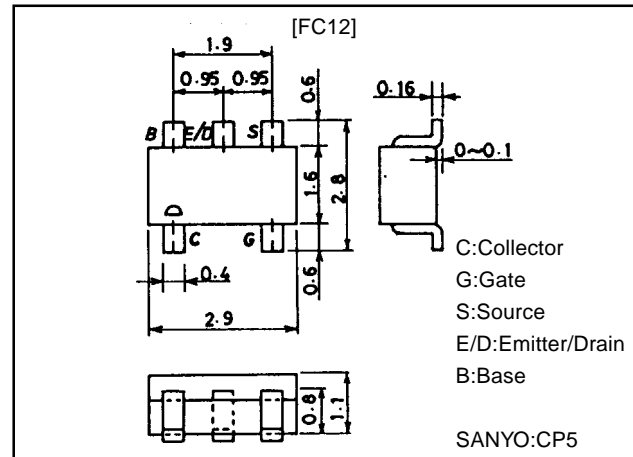 [FC12]
1.9
0.95 0.95
0.6
0.16
B E/D S
0~0.1
1.6
2.8
C G
0.4
0.6
2.9
C:Collector
G:Gate
S:Source
E/D:Emitter/Drain
B:Base
0.8
1.1
SANYO:CP5